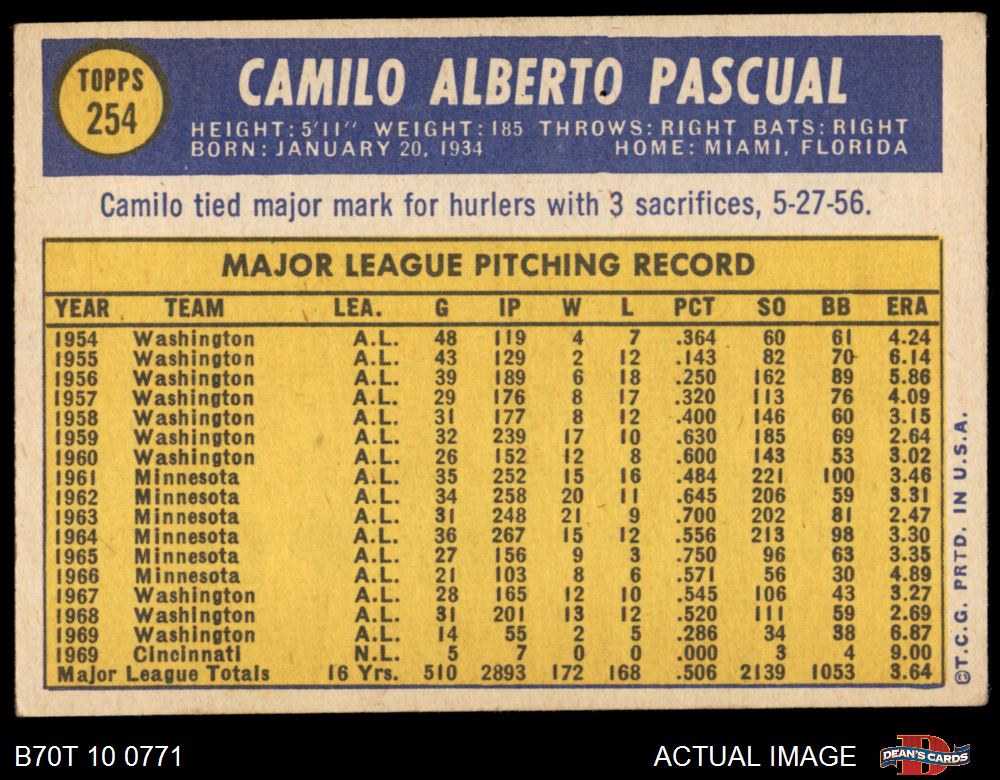 TOPPS
254
CAMILO ALBERTO PASCUAL
HEIGHT: 5'11" WEIGHT: 185 THROWS: RIGHT BATS: RIGHT
BORN: JANUARY 20, 1934 HOME: MIAMI, FLORIDA
Camilo tied major mark for hurlers with 3 sacrifices, 5-27-56.
MAJOR LEAGUE PITCHING RECORD
YEAR TEAM LEA. G IP W L PCT SO BB ERA
1954 Washington A.L. 48 119 4 7 .364 60 61 4.24
1955 Washington A.L. 43 129 2 12 .143 82 70 6.14
1956 Washington A.L. 39 189 6 18 .250 162 89 5.86
1957 Washington A.L. 29 176 8 17 .320 113 76 4.09
1958 Washington A.L. 31 177 8 12 .400 146 60 3.15
1959 Washington A.L. 32 239 17 10 .630 185 69 2.64
1960 Washington A.L. 26 152 12 8 .600 143 53 3.02
1961 Minnesota A.L. 35 252 15 16 .484 221 100 3.46
1962 Minnesota A.L. 34 258 20 11 .645 206 59 3.31
1963 Minnesota A.L. 31 248 21 9 .700 202 81 2.47
1964 Minnesota A.L. 36 267 15 12 .556 213 98 3.30
1965 Minnesota A.L. 27 156 9 3 .750 96 63 3.35
1966 Minnesota A.L. 21 103 8 6 .571 56 30 4.89
1967 Washington A.L. 28 165 12 10 .545 106 43 3.27
1968 Washington A.L. 31 201 13 12 .520 111 59 2.69
1969 Washington A.L. 14 55 2 5 .286 34 38 6.87
1969 Cincinnati N.L. 5 7 0 0 .000 3 4 9.00
Major League Totals 16 Yrs. 510 2893 172 168 .506 2139 1053 3.64
©T.C.G. PRTD. IN U.S.A.
B70T 10 0771
ACTUAL IMAGE
DEAN'S CARDS